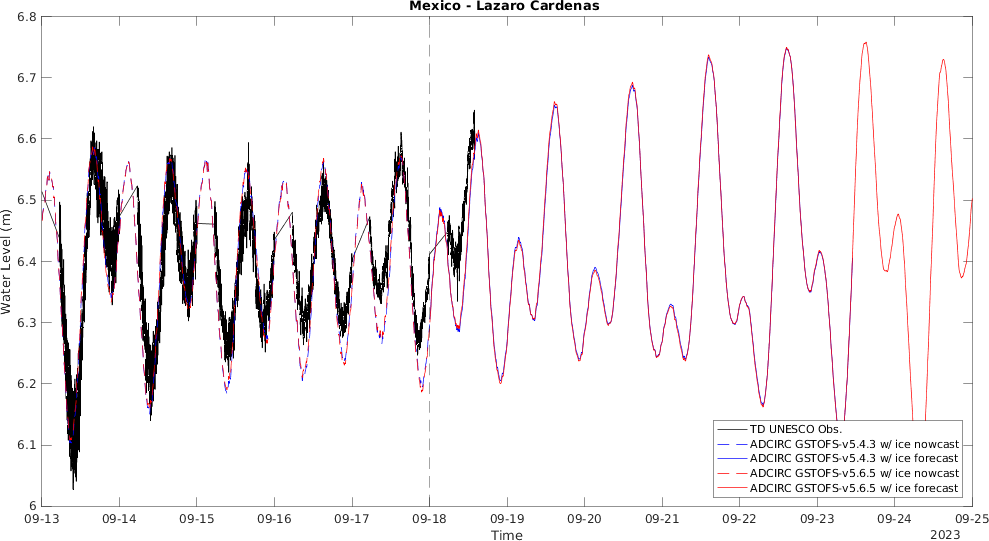 Mexico - Lazaro Cardenas
Water Level (m)
6.8
6.7
6.6
6.5
6.4
6.3
6.2
6.1
6
TD UNESCO Obs.
ADCIRC GSTOFS-v5.4.3 w/ ice nowcast
ADCIRC GSTOFS-v5.4.3 w/ ice forecast
ADCIRC GSTOFS-v5.6.5 w/ ice nowcast
ADCIRC GSTOFS-v5.6.5 w/ ice forecast
09-13 09-14 09-15 09-16 09-17 09-18 09-19 09-20 09-21 09-22 09-23 09-24 09-25
Time
2023